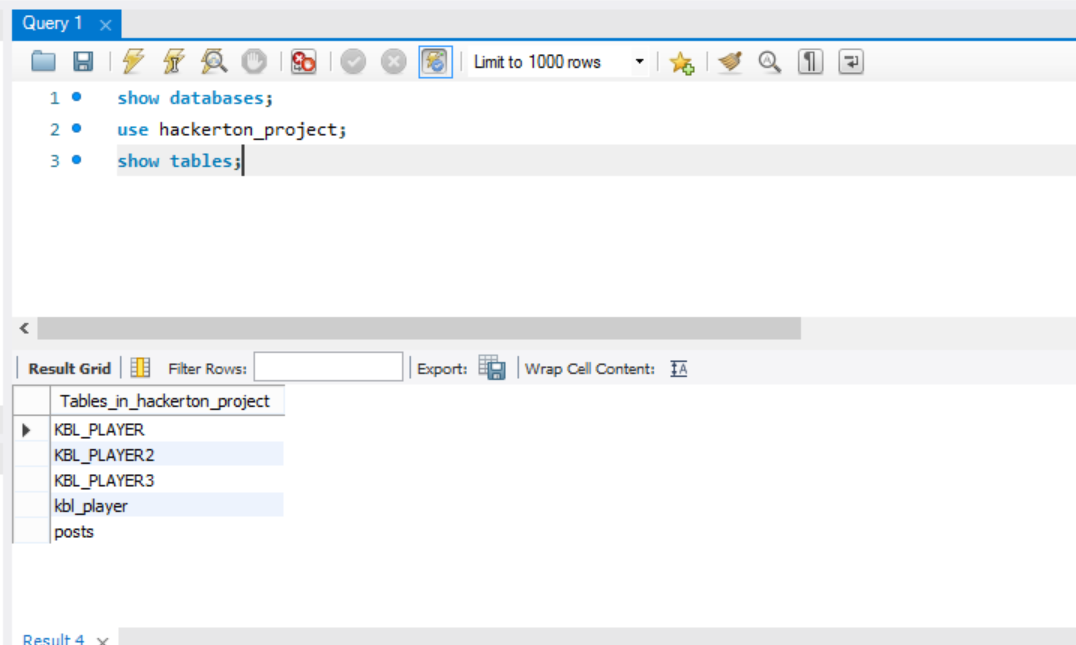 Query 1
Limit to 1000 rows
1 show databases;
2 use hackerton_project;
3 show tables;
Result Grid Filter Rows: Export: Wrap Cell Content:
Tables_in_hackerton_project
KBL_PLAYER
KBL_PLAYER2
KBL_PLAYER3
kbl_player
posts
Result 4